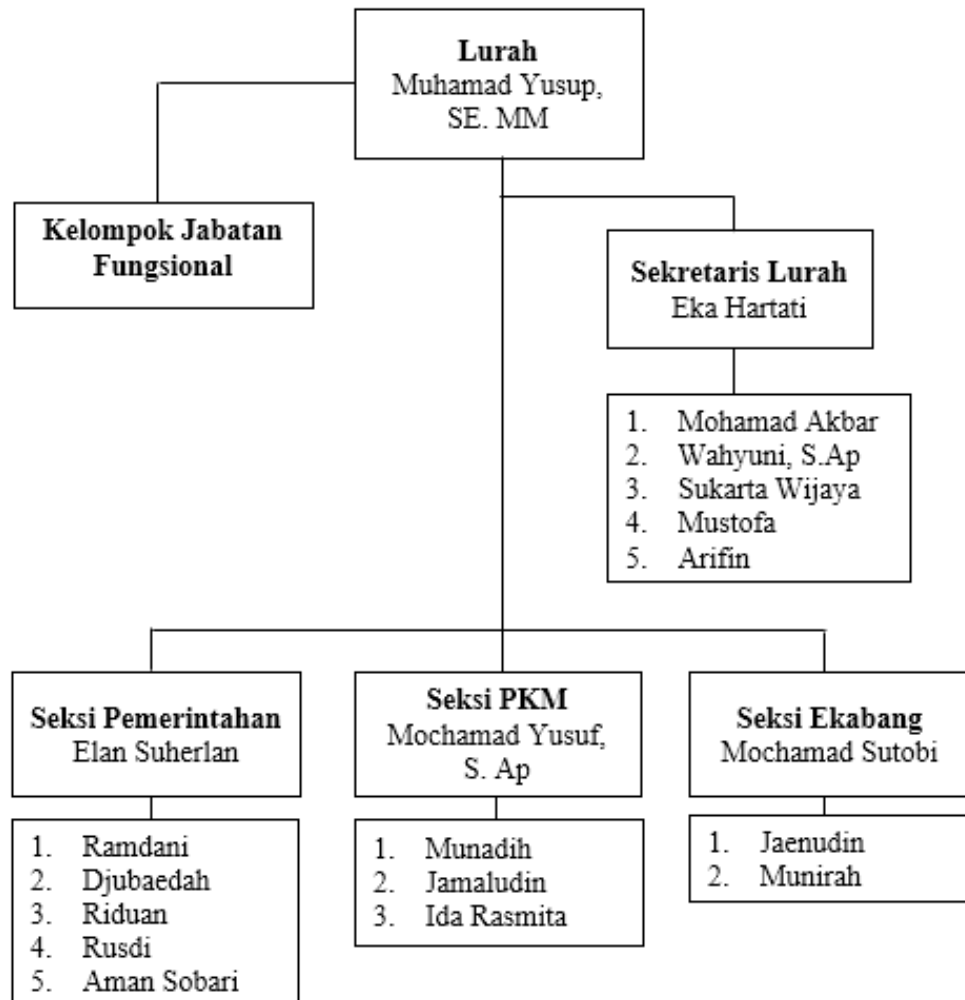 Lurah
Muhamad Yusup,
SE. MM
Kelompok Jabatan
Fungsional
Sekretaris Lurah
Eka Hartati
1. Mohamad Akbar
2. Wahyuni, S.Ap
3. Sukarta Wijaya
4. Mustofa
5. Arifin
Seksi Pemerintahan
Elan Suherlan
Seksi PKM
Mochamad Yusuf,
S. Ap
Seksi Ekabang
Mochamad Sutobi
1. Ramdani
2. Djubaedah
3. Riduan
4. Rusdi
5. Aman Sobari
1. Munadih
2. Jamaludin
3. Ida Rasmita
1. Jaenudin
2. Munirah